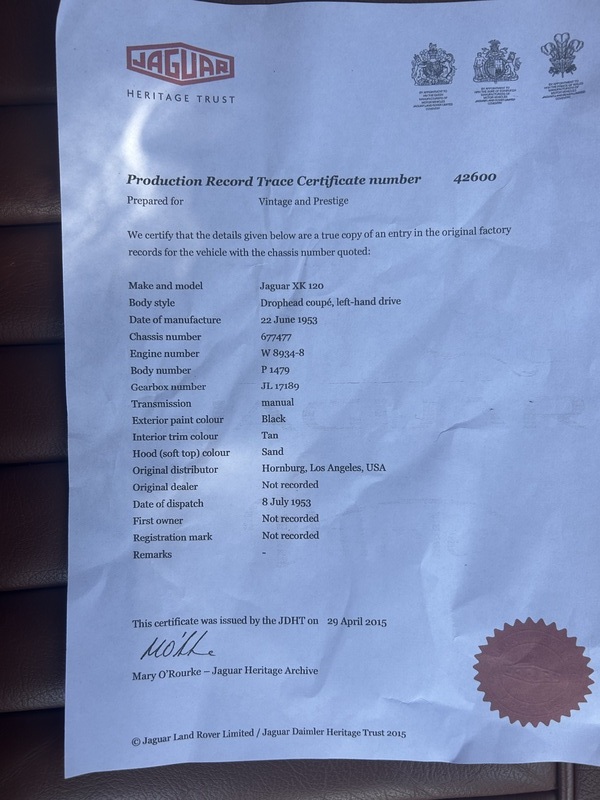 JAGUAR
HERITAGE TRUST
Production Record Trace Certificate number 42600
Prepared for Vintage and Prestige
We certify that the details given below are a true copy of an entry in the original factory
records for the vehicle with the chassis number quoted:
Make and model Jaguar XK 120
Body style Drophead coupé, left-hand drive
Date of manufacture 22 June 1953
Chassis number 677477
Engine number W 8934-8
Body number P 1479
Gearbox number JL 17189
Transmission manual
Exterior paint colour Black
Interior trim colour Tan
Hood (soft top) colour Sand
Original distributor Hornburg, Los Angeles, USA
Original dealer Not recorded
Date of dispatch 8 July 1953
First owner Not recorded
Registration mark Not recorded
Remarks -
This certificate was issued by the JDHT on 29 April 2015
Mary O'Rourke – Jaguar Heritage Archive
© Jaguar Land Rover Limited / Jaguar Daimler Heritage Trust 2015